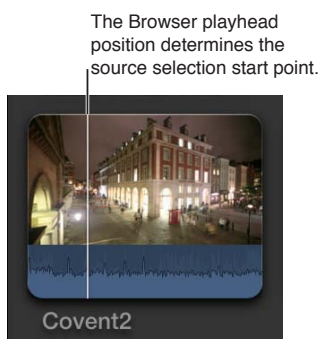 The Browser playhead
position determines the
source selection start point.
Covent2